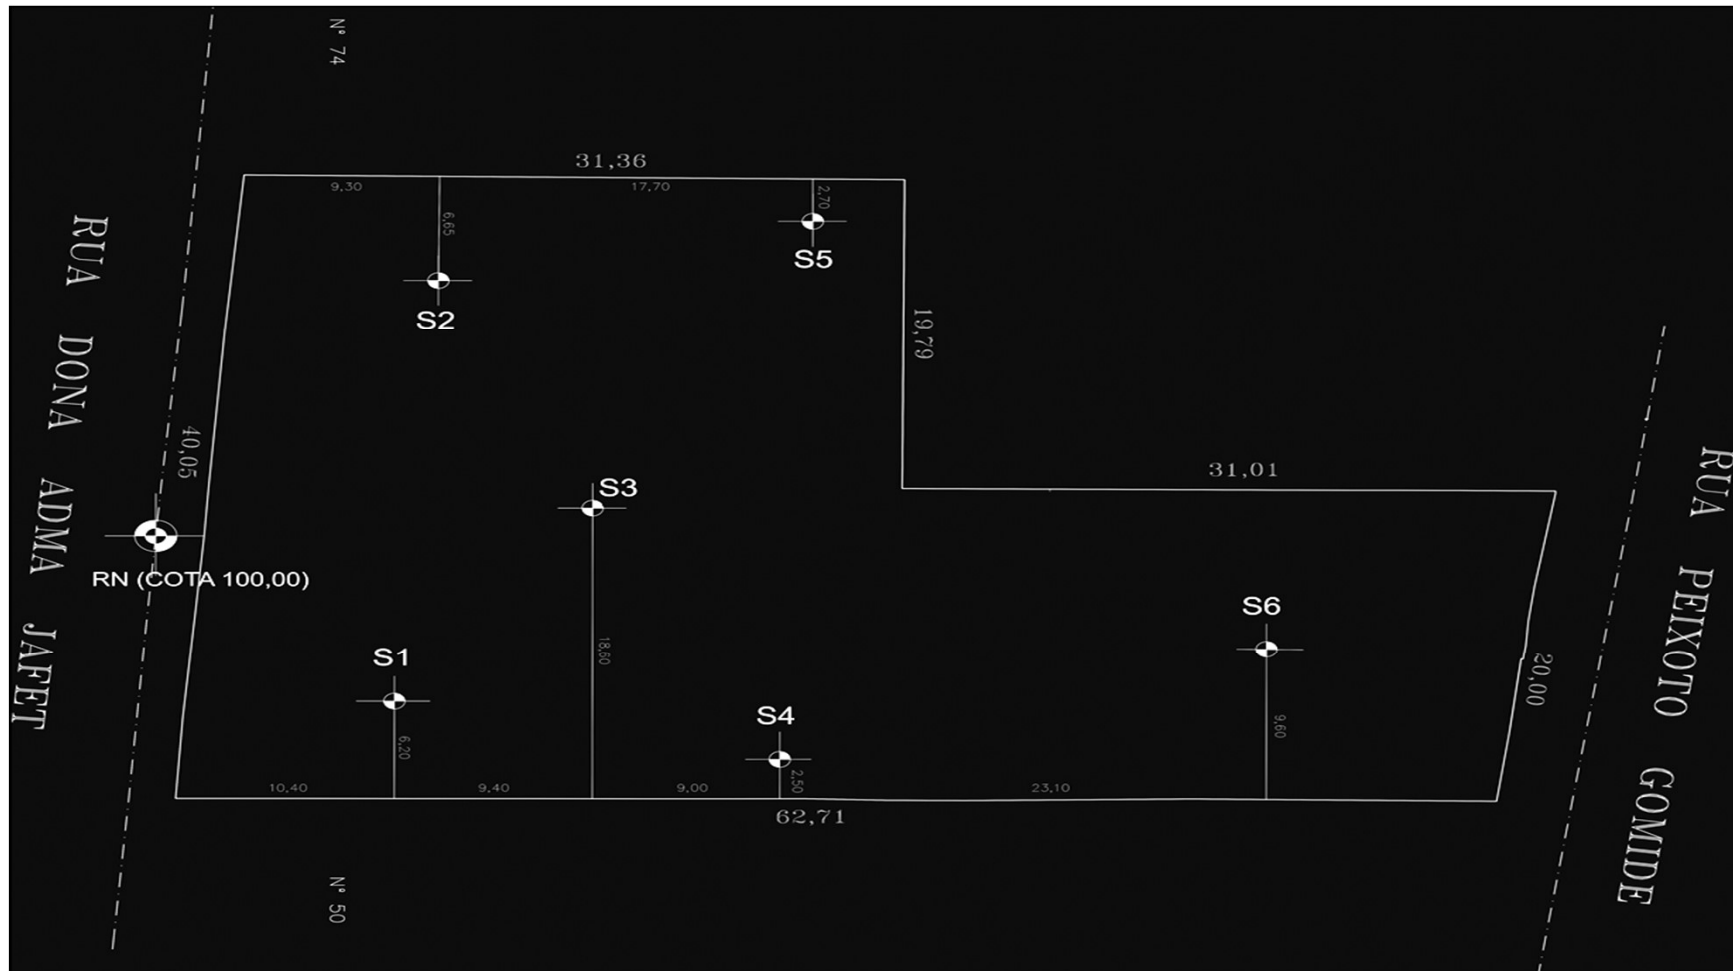 Nº 74
31,36
9,30
17,70
2,70
6,65
S5
S2
RUA DONA ADMA JAFET
19,79
40,05
31,01
S3
RN (COTA 100,00)
RUA PEIXOTO GOMIDE
S6
18,60
S1
20,00
S4
6,20
9,60
2,50
10,40
9,40
9,00
23,10
62,71
Nº 50